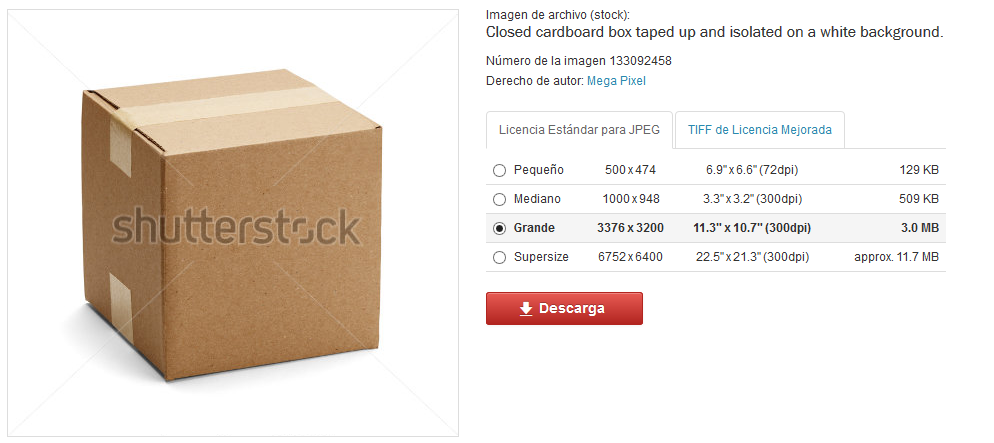 shutterstock
Imagen de archivo (stock):
Closed cardboard box taped up and isolated on a white background.
Número de la imagen 133092458
Derecho de autor: Mega Pixel
Licencia Estándar para JPEG TIFF de Licencia Mejorada
Pequeño 500 x 474 6.9" x 6.6" (72dpi) 129 KB
Mediano 1000 x 948 3.3" x 3.2" (300dpi) 509 KB
Grande 3376 x 3200 11.3" x 10.7" (300dpi) 3.0 MB
Supersize 6752 x 6400 22.5" x 21.3" (300dpi) approx. 11.7 MB
Descarga